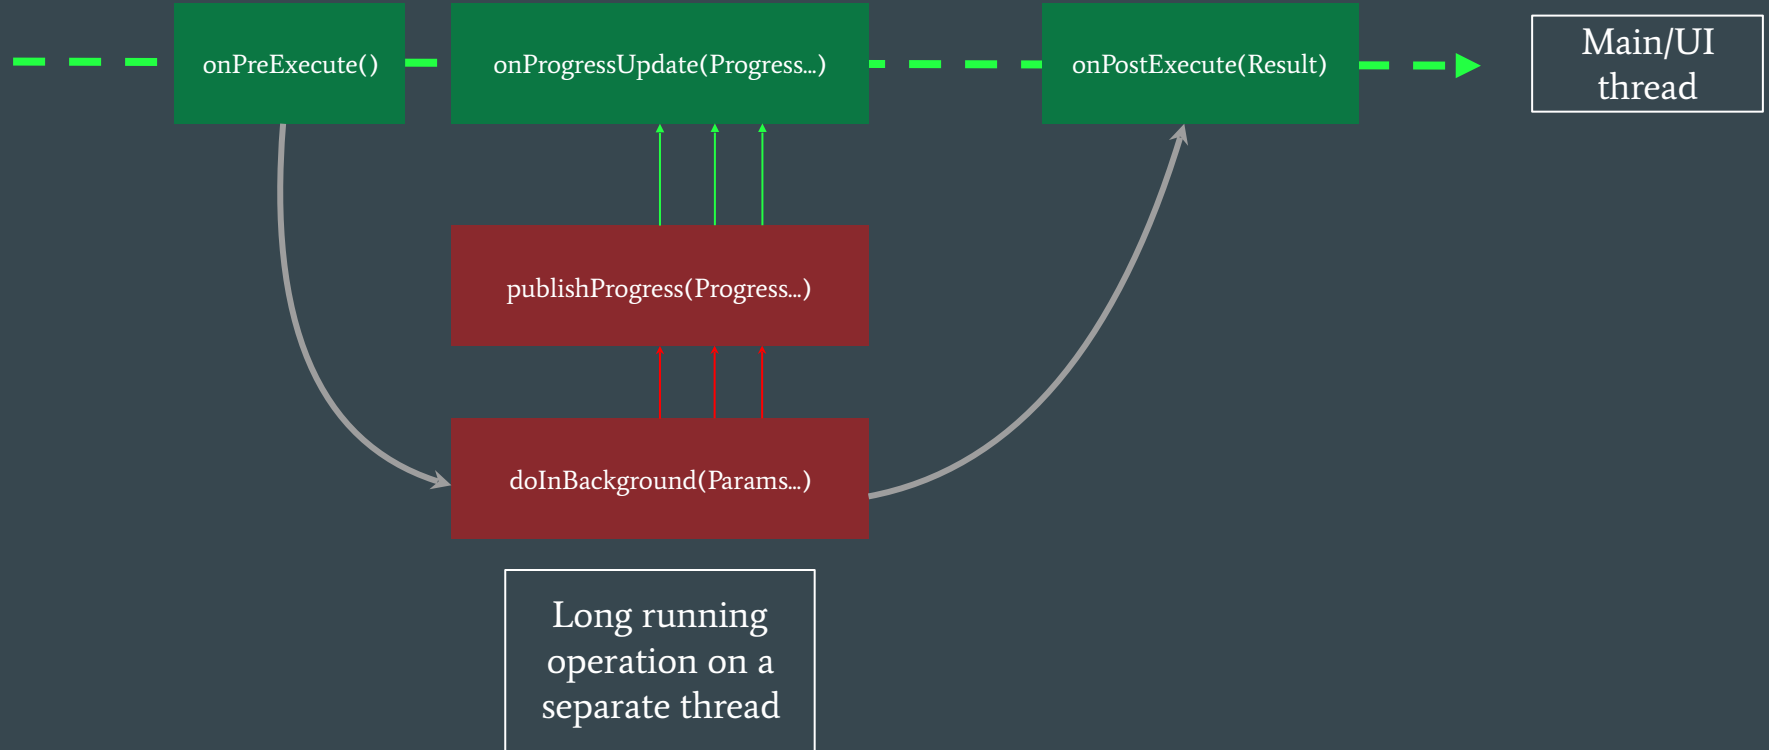 onPreExecute()
onProgressUpdate(Progress...)
onPostExecute(Result)
Main/UI
thread
publishProgress(Progress...)
doInBackground(Params...)
Long running
operation on a
separate thread